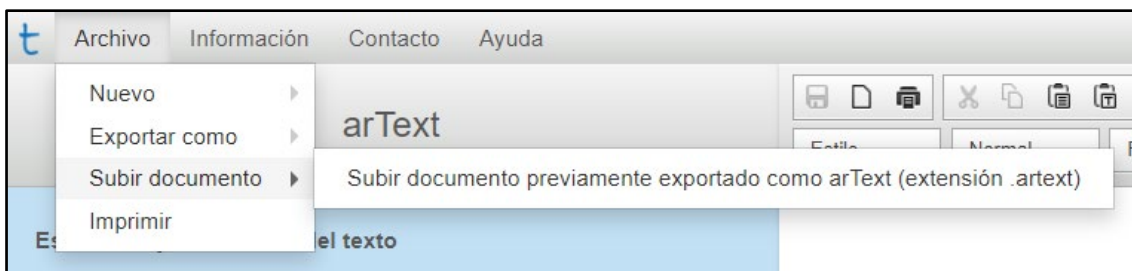 t Archivo Información Contacto Ayuda
Nuevo
Exportar como
arText
Subir documento
Subir documento previamente exportado como arText (extensión .artext)
Imprimir
el texto